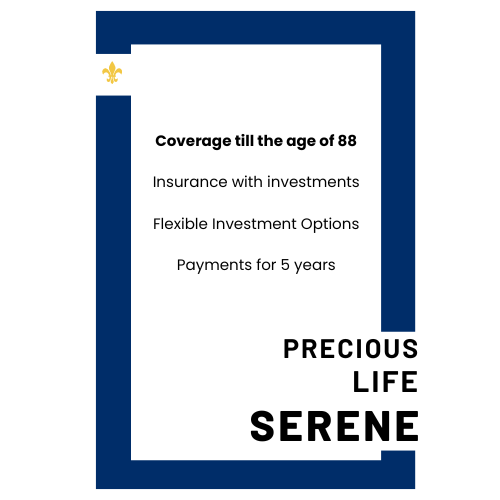 Coverage till the age of 88
Insurance with investments
Flexible Investment Options
Payments for 5 years
PRECIOUS
LIFE
SERENE